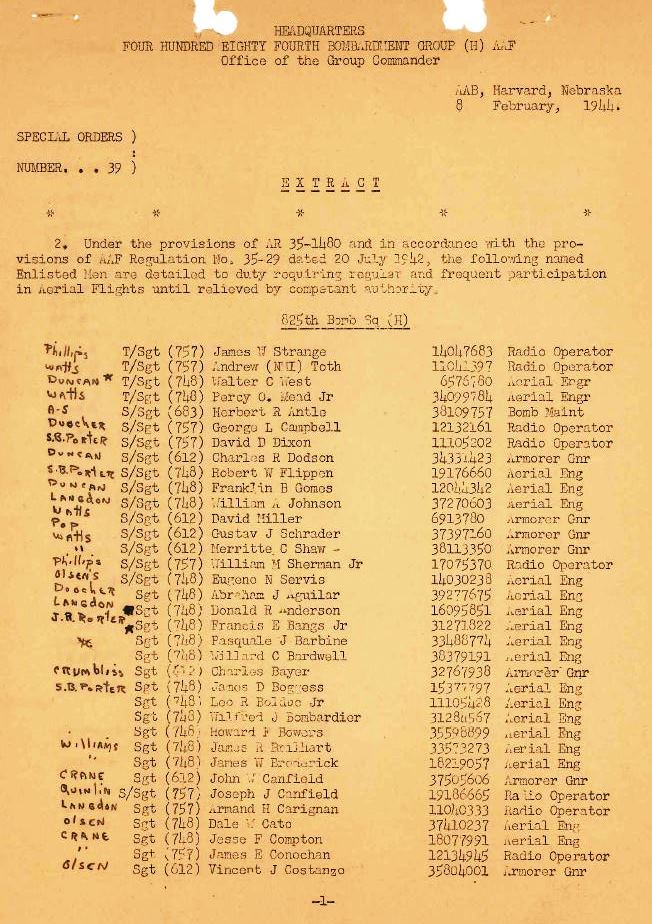 HEADQUARTERS
FOUR HUNDRED EIGHTY FOURTH BOMBARDMENT GROUP (H) AAF
Office of the Group Commander
AAB, Harvard, Nebraska
8 February, 1944.
SPECIAL ORDERS )
:
NUMBER. . . 39 )
E X T R A C T
* * * * *
2. Under the provisions of AR 35-1480 and in accordance with the pro-
visions of AAF Regulation No. 35-29 dated 20 July 1942, the following named
Enlisted Men are detailed to duty requiring regular and frequent participation
in Aerial Flights until relieved by competant authority.
825th Bomb Sq (H)
Phillips T/Sgt (757) James W Strange 14047683 Radio Operator
Watts T/Sgt (757) Andrew (NMI) Toth 11041397 Radio Operator
Duncan * T/Sgt (748) Walter C West 6576780 Aerial Engr
Watts T/Sgt (748) Percy O. Mead Jr 34099784 Aerial Engr
A-S S/Sgt (683) Herbert R Antle 38109757 Bomb Maint
Doocher S/Sgt (757) George L Campbell 12132161 Radio Operator
S.B. Porter S/Sgt (757) David D Dixon 11105202 Radio Operator
Duncan S/Sgt (612) Charles R Dodson 34331423 Armorer Gnr
S.B. Porter S/Sgt (748) Robert W Flippen 19176660 Aerial Eng
Duncan S/Sgt (748) Franklin B Gomes 12044342 Aerial Eng
Langdon S/Sgt (748) William A Johnson 37270603 Aerial Eng
Watts S/Sgt (612) David Miller 6913780 Armorer Gnr
Pop S/Sgt (612) Gustav J Schrader 37397160 Armorer Gnr
Watts S/Sgt (612) Merritte C Shaw - 38113350 Armorer Gnr
" S/Sgt (757) William M Sherman Jr 17075370 Radio Operator
Phillips S/Sgt (748) Eugene N Servis 14030238 Aerial Eng
Olsen's Sgt (748) Abraham J Aguilar 39277675 Aerial Eng
Doocher Sgt (748) Donald R Anderson 16095851 Aerial Eng
Langdon Sgt (748) Francis E Bangs Jr 31271822 Aerial Eng
J.R. Porter * Sgt (748) Pasquale J Barbine 33488774 Aerial Eng
Sgt (748) Willard C Bardwell 38379191 Aerial Eng
Crumbliss Sgt (612) Charles Bayer 32767938 Armorer Gnr
S.B. Porter Sgt (748) James D Boggess 15377797 Aerial Eng
Sgt (748) Leo R Bolduc Jr 11105428 Aerial Eng
Sgt (748) Wilfred J Bombardier 31284567 Aerial Eng
Sgt (748) Howard F Bowers 35598899 Aerial Eng
Williams Sgt (748) James R 33573273 Aerial Eng
" Sgt (748) James W Broderick 18219057 Aerial Eng
Crane Sgt (612) John W Canfield 37505606 Armorer Gnr
Quinlin S/Sgt (757) Joseph J Canfield 19186665 Radio Operator
Langdon Sgt (757) Armand H Carignan 11040333 Radio Operator
Olsen Sgt (748) Dale W Cato 37410237 Aerial Eng
Crane Sgt (748) Jesse F Compton 18077991 Aerial Eng
" Sgt (757) James E Conochan 12134945 Radio Operator
Olsen Sgt (612) Vincent J Costango 35804001 Armorer Gnr
-1-